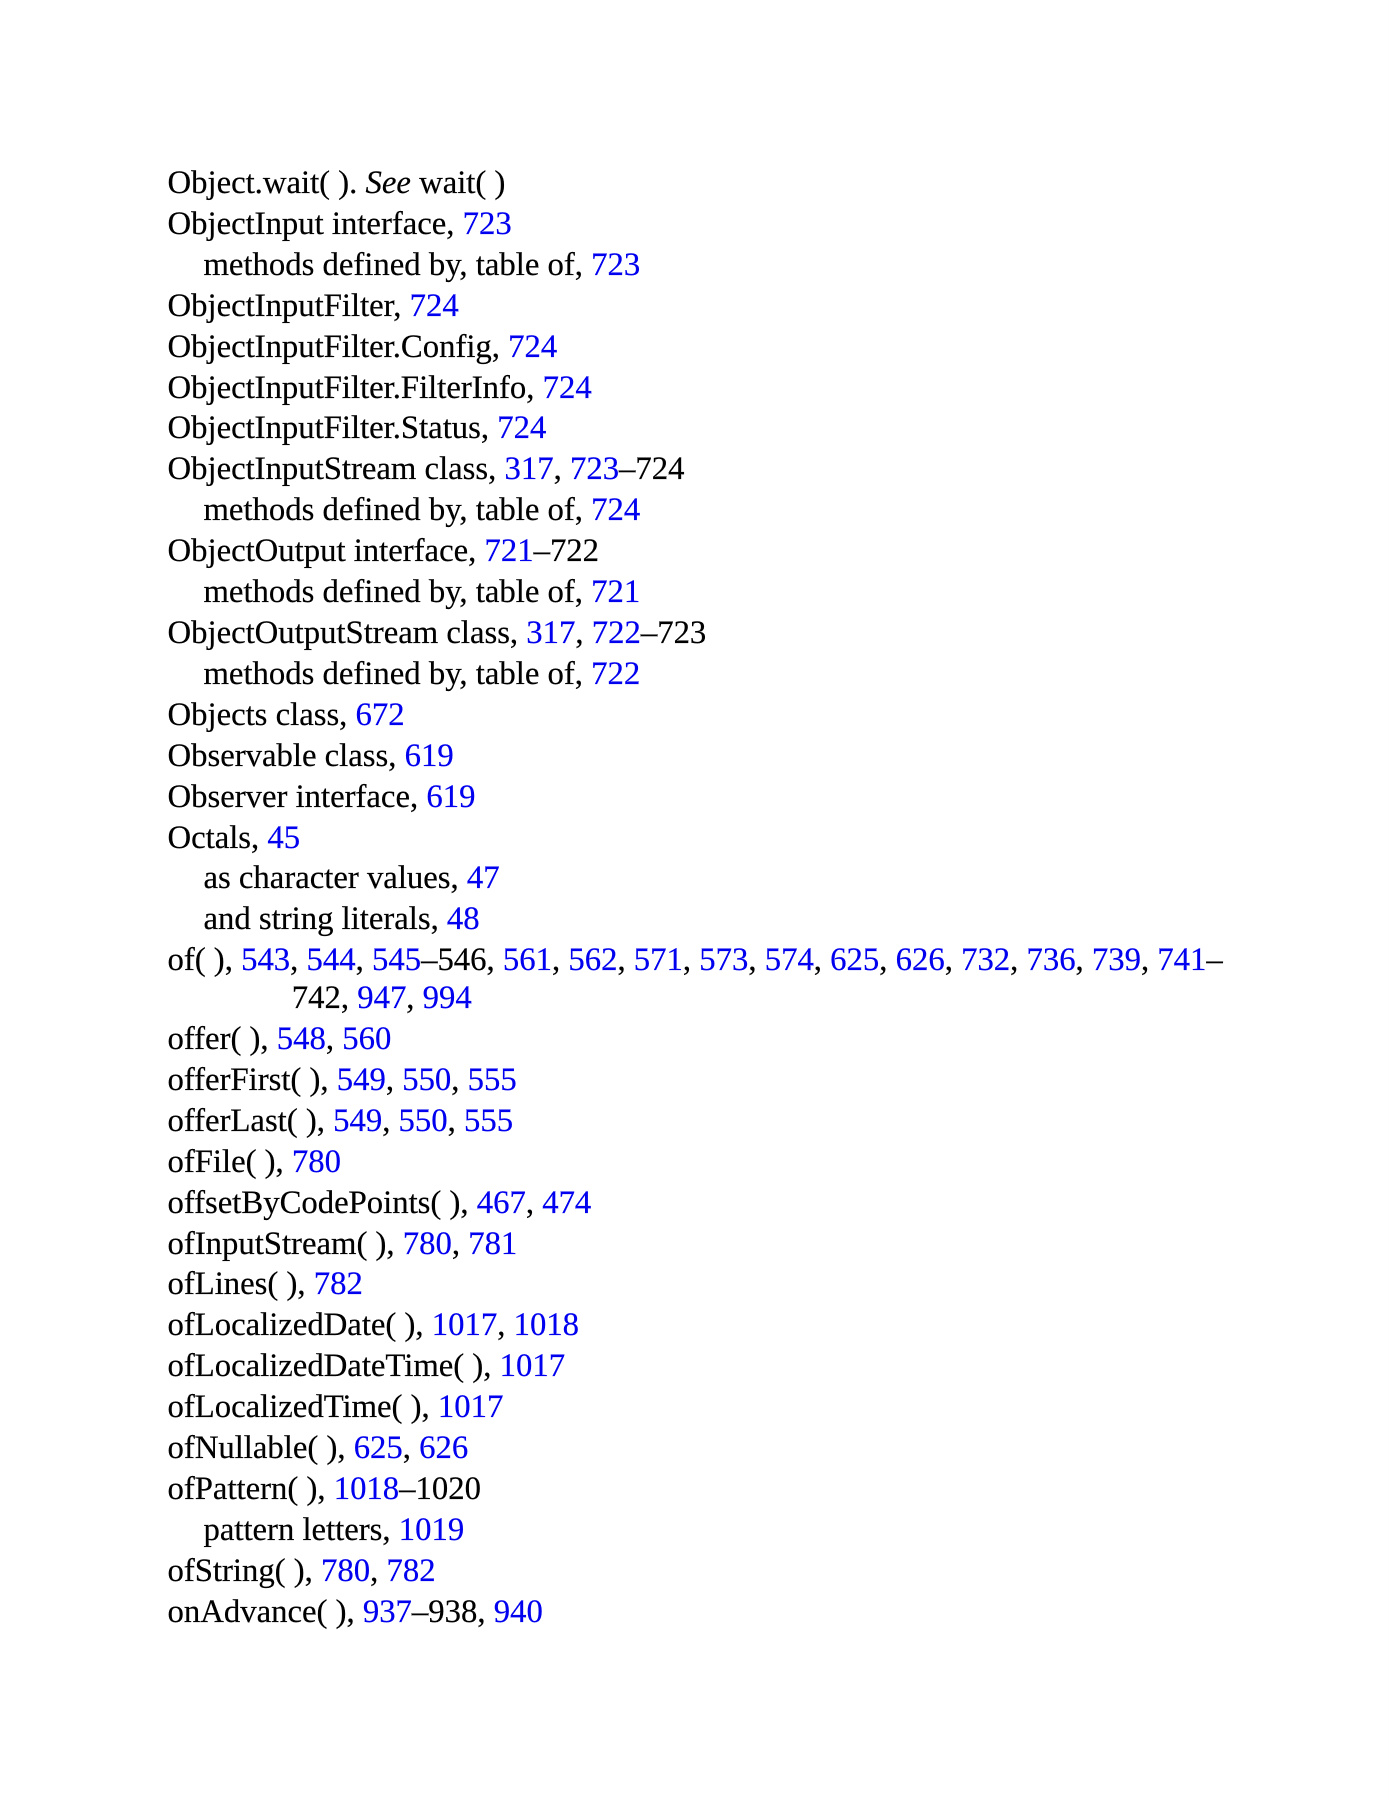 Object.wait( ). See wait( )
ObjectInput interface, 723
methods defined by, table of, 723
ObjectInputFilter, 724
ObjectInputFilter.Config, 724
ObjectInputFilter.FilterInfo, 724
ObjectInputFilter.Status, 724
ObjectInputStream class, 317, 723–724
methods defined by, table of, 724
ObjectOutput interface, 721–722
methods defined by, table of, 721
ObjectOutputStream class, 317, 722–723
methods defined by, table of, 722
Objects class, 672
Observable class, 619
Observer interface, 619
Octals, 45
as character values, 47
and string literals, 48
of( ), 543, 544, 545–546, 561, 562, 571, 573, 574, 625, 626, 732, 736, 739, 741–
742, 947, 994
offer( ), 548, 560
offerFirst( ), 549, 550, 555
offerLast( ), 549, 550, 555
ofFile( ), 780
offsetByCodePoints( ), 467, 474
ofInputStream( ), 780, 781
ofLines( ), 782
ofLocalizedDate( ), 1017, 1018
ofLocalizedDateTime( ), 1017
ofLocalizedTime( ), 1017
ofNullable( ), 625, 626
ofPattern( ), 1018–1020
pattern letters, 1019
ofString( ), 780, 782
onAdvance( ), 937–938, 940